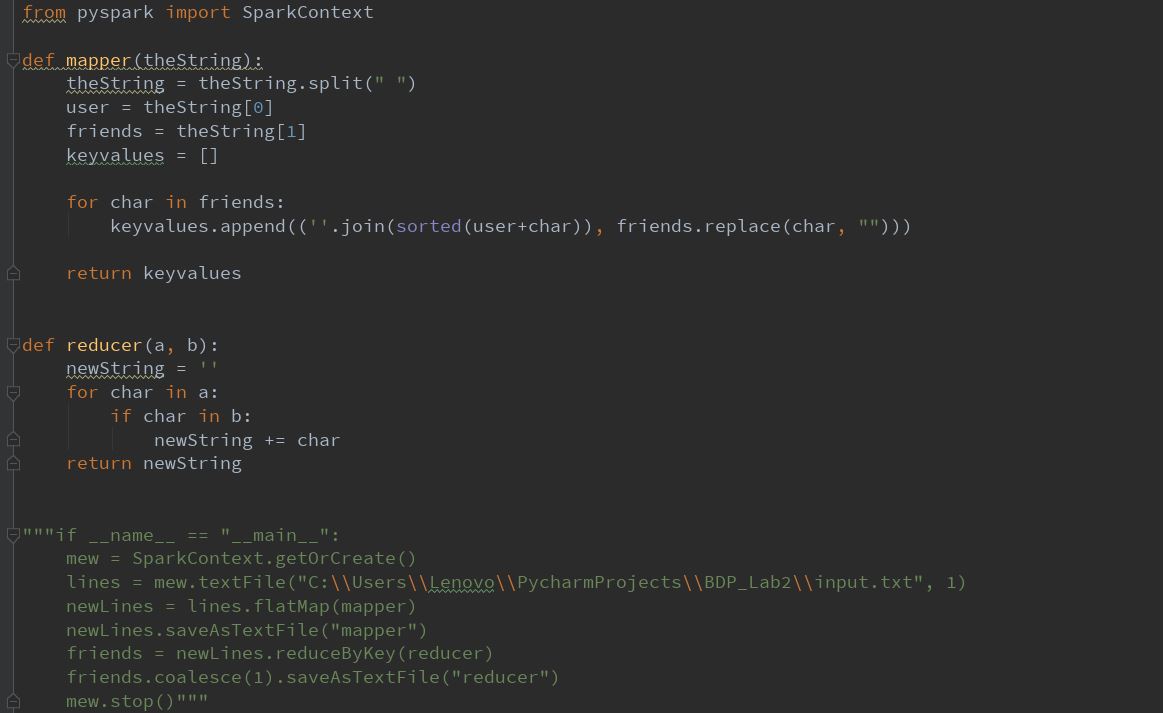 from pyspark import SparkContext
def mapper(theString):
    theString = theString.split(" ")
    user = theString[0]
    friends = theString[1]
    keyvalues = []
    for char in friends:
        keyvalues.append((''.join(sorted(user+char)), friends.replace(char, "")))
    return keyvalues
def reducer(a, b):
    newString = ''
    for char in a:
        if char in b:
            newString += char
    return newString
"""if __name__ == "__main__":
    mew = SparkContext.getOrCreate()
    lines = mew.textFile("C:\\Users\\Lenovo\\PycharmProjects\\BDP_Lab2\\input.txt", 1)
    newLines = lines.flatMap(mapper)
    newLines.saveAsTextFile("mapper")
    friends = newLines.reduceByKey(reducer)
    friends.coalesce(1).saveAsTextFile("reducer")
    mew.stop()"""